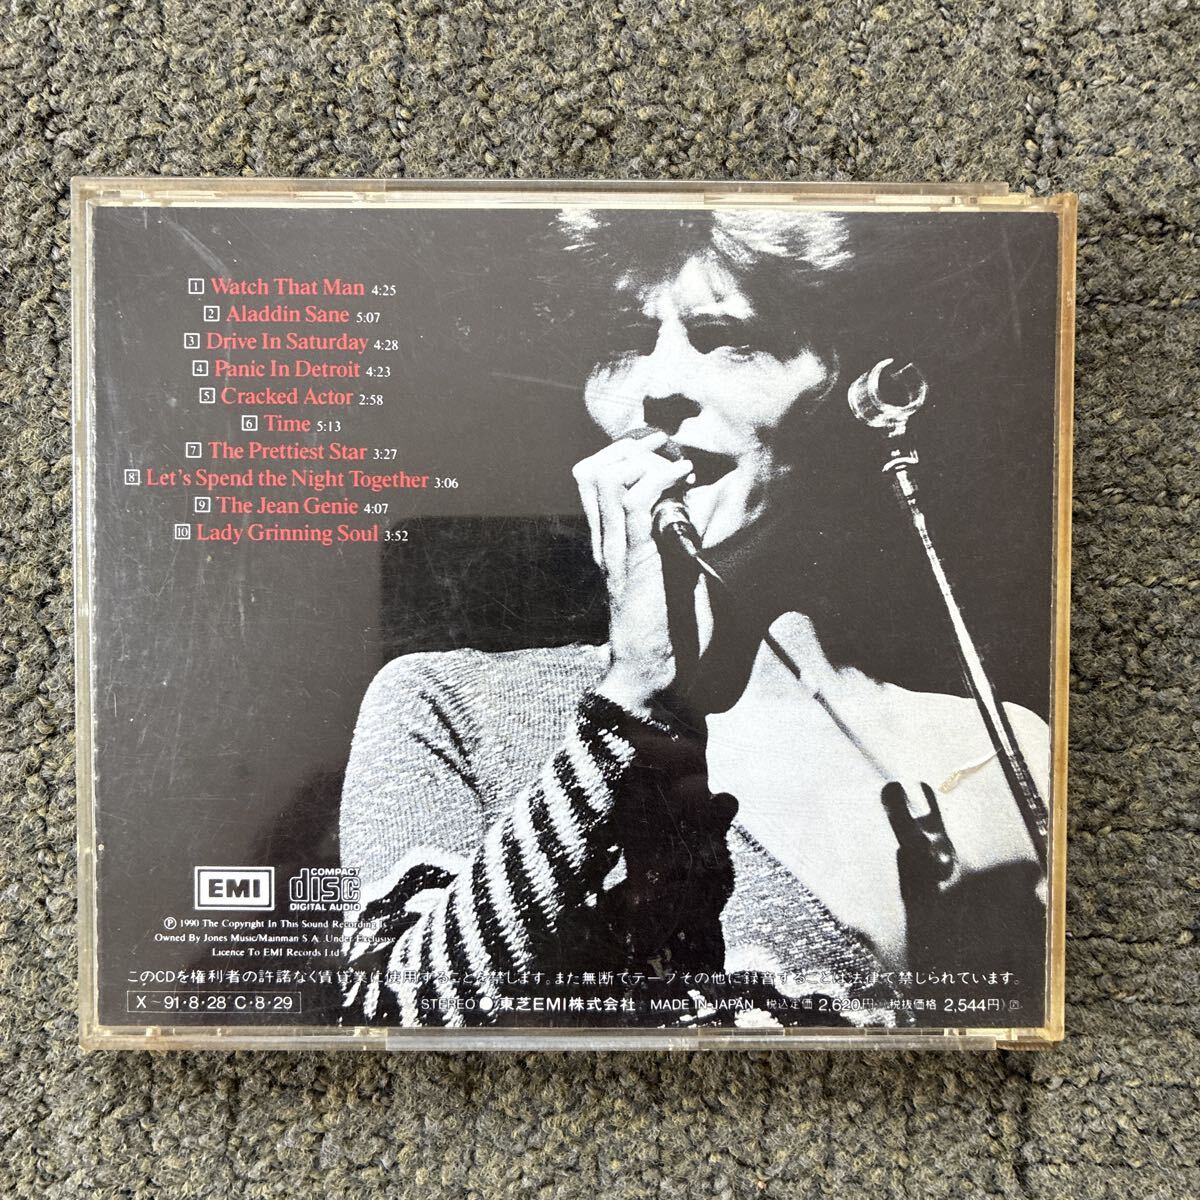 1 Watch That Man 4:25
2 Aladdin Sane 5:07
3 Drive In Saturday 4:28
4 Panic In Detroit 4:23
5 Cracked Actor 2:58
6 Time 5:13
7 The Prettiest Star 3:27
8 Let's Spend the Night Together 3:06
9 The Jean Genie 4:07
10 Lady Grinning Soul 3:52
EMI
COMPACT
disc
DIGITAL AUDIO
Ⓟ 1990 The Copyright In This Sound Recording is
Owned By Jones Music/Mainman S.A. Under Exclusive
Licence To EMI Records Ltd
このCDを権利者の許諾なく賃貸業に使用することを禁じます。また無断でテープその他に録音することは法律で禁じられています。
X~91・8・28 C・8・29
STEREO ● 東芝EMI株式会社 MADE IN JAPAN 税込定価 2,620円 (税抜価格 2,544円)